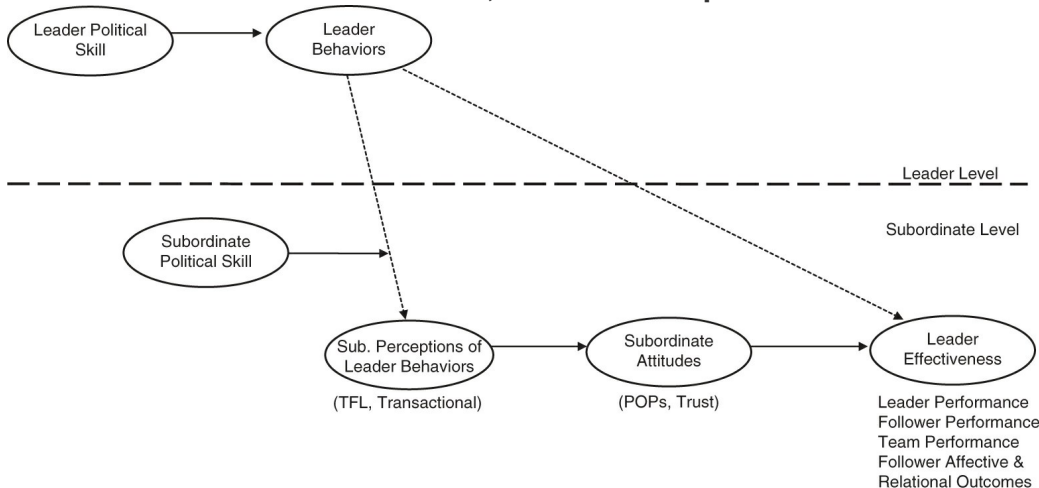 Leader Political
Skill
Leader
Behaviors
Leader Level
Subordinate Level
Subordinate
Political Skill
Sub. Perceptions of
Leader Behaviors
(TFL, Transactional)
Subordinate
Attitudes
(POPs, Trust)
Leader
Effectiveness
Leader Performance
Follower Performance
Team Performance
Follower Affective &
Relational Outcomes